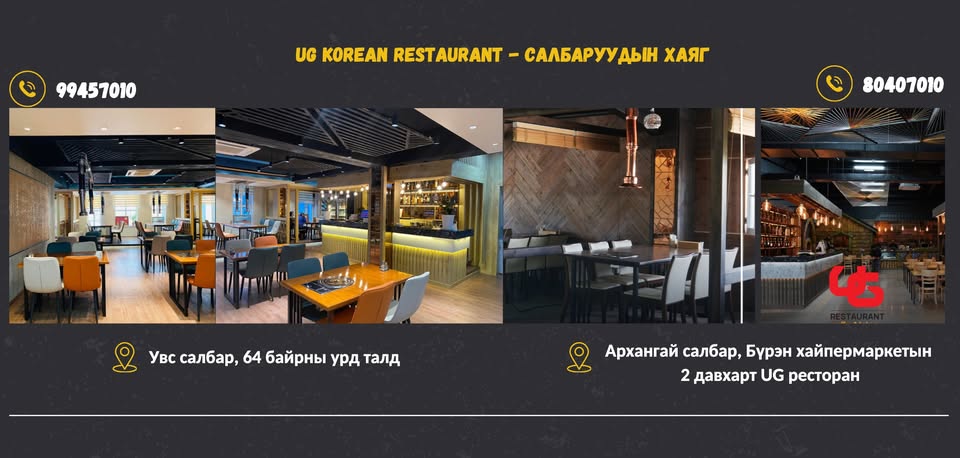 UG KOREAN RESTAURANT – САЛБАРУУДЫН ХАЯГ
99457010
80407010
UG
RESTAURANT
Увс салбар, 64 байрны урд талд
Архангай салбар, Бүрэн хайпермаркетын
2 давхарт UG ресторан